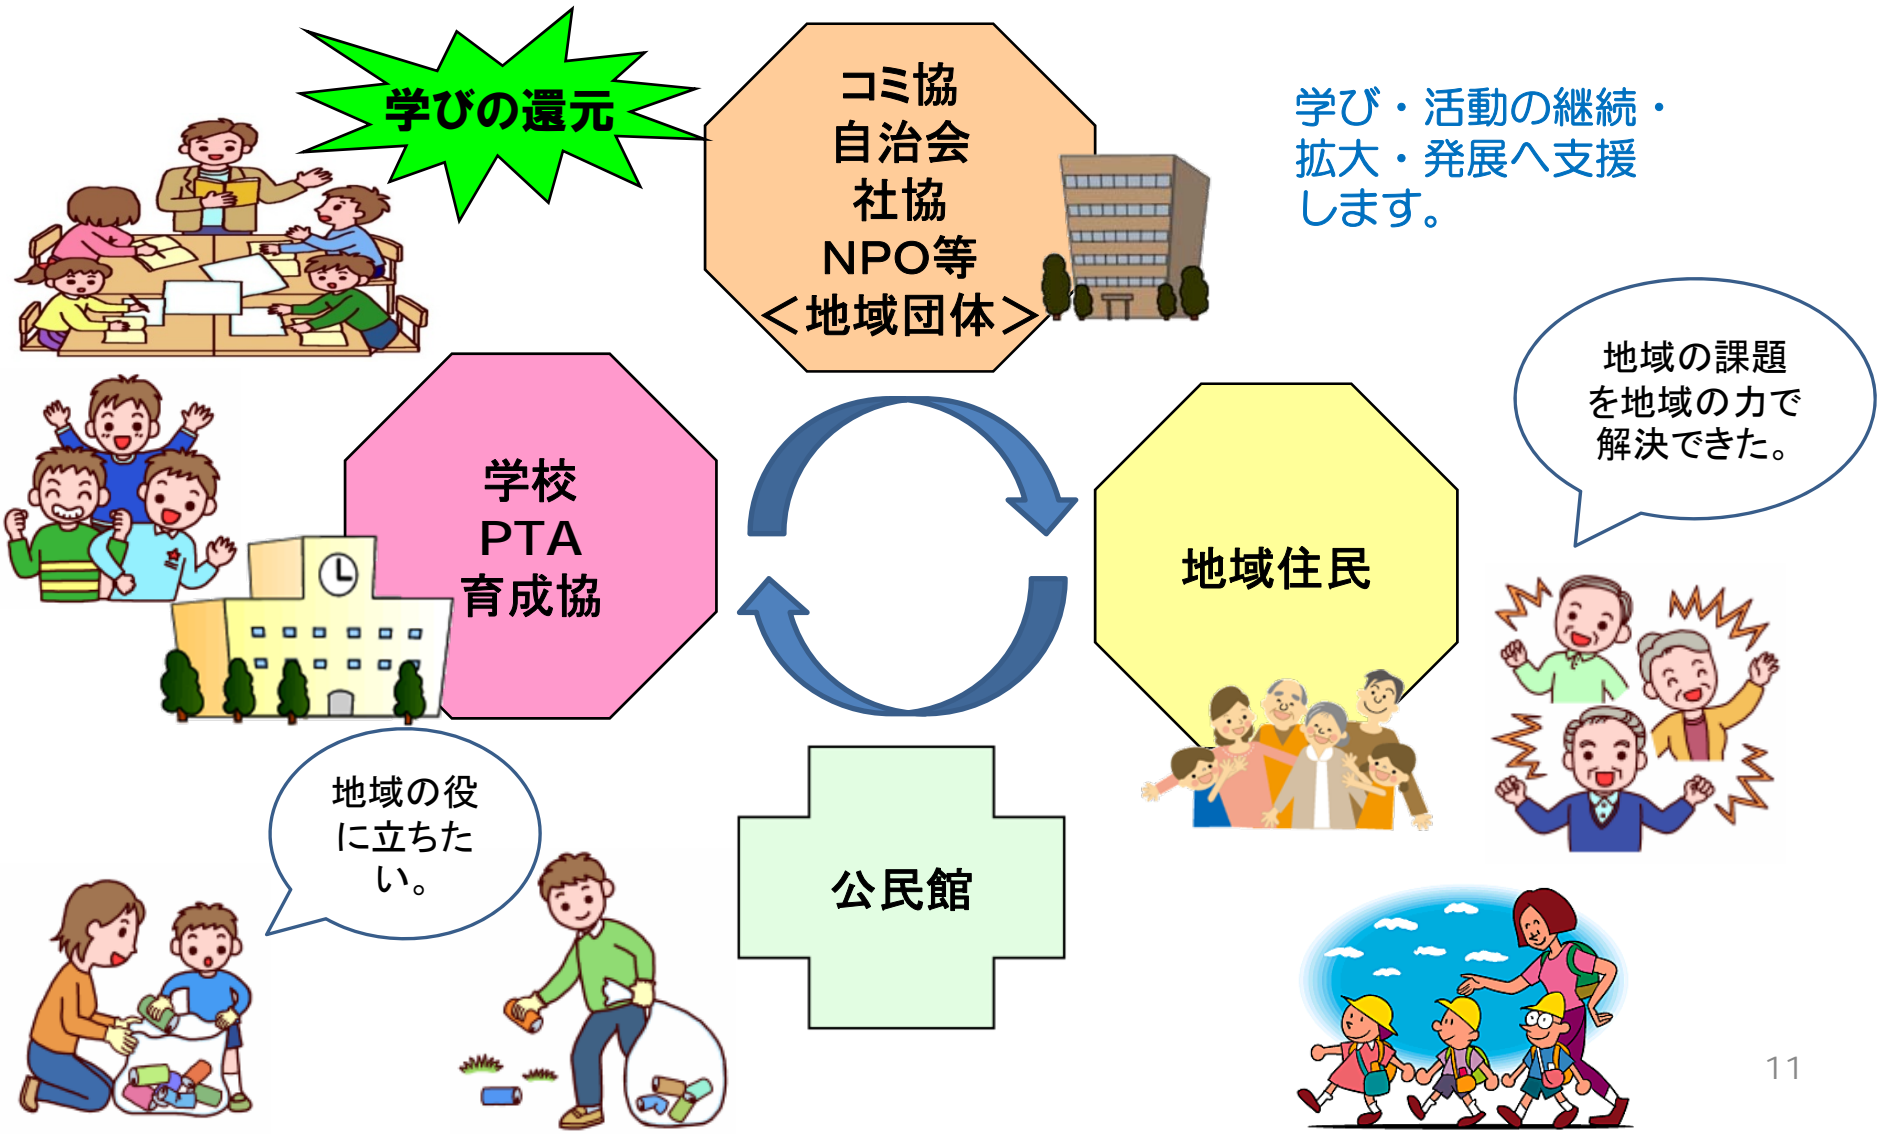 学びの還元
コミ協
自治会
社協
NPO等
＜地域団体＞
学び・活動の継続・
拡大・発展へ支援
します。
地域の課題
を地域の力で
解決できた。
学校
PTA
育成協
地域住民
地域の役
に立ちた
い。
公民館
11